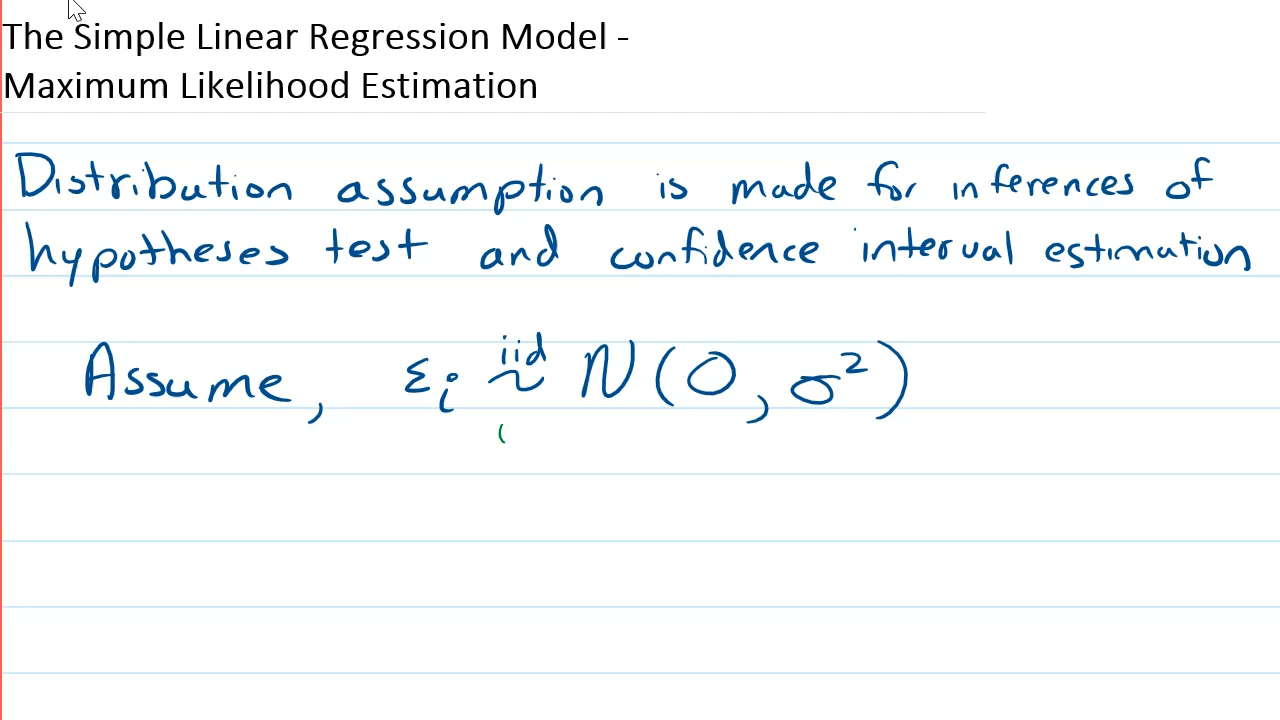 The Simple Linear Regression Model -
Maximum Likelihood Estimation
Distribution assumption is made for inferences of
hypotheses test and confidence interval estimation
Assume, εᵢ iid ~ N(0, σ²)
(